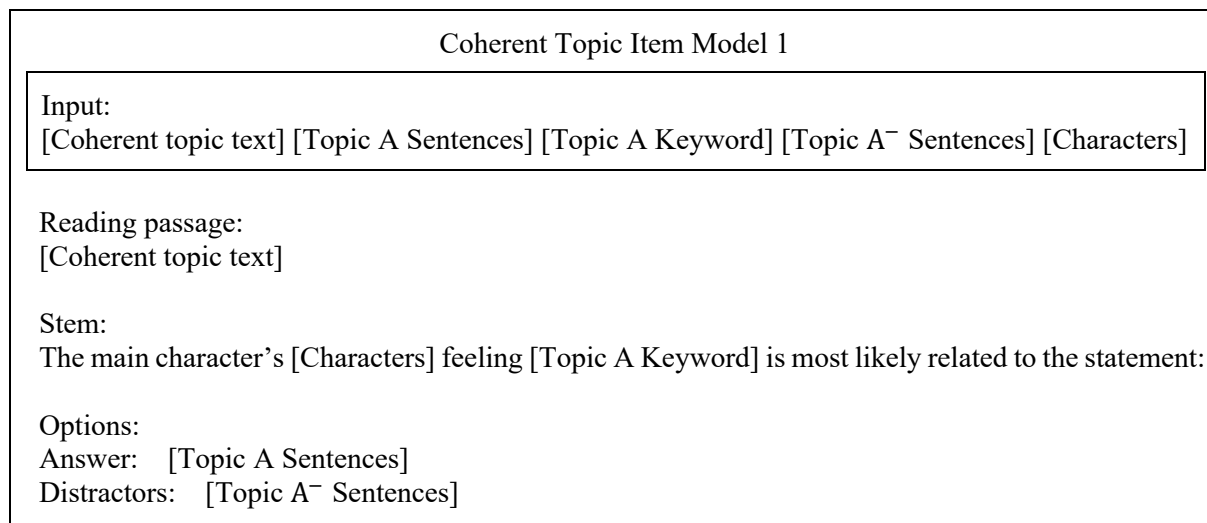 Coherent Topic Item Model 1
Input:
[Coherent topic text] [Topic A Sentences] [Topic A Keyword] [Topic A⁻ Sentences] [Characters]
Reading passage:
[Coherent topic text]
Stem:
The main character’s [Characters] feeling [Topic A Keyword] is most likely related to the statement:
Options:
Answer: [Topic A Sentences]
Distractors: [Topic A⁻ Sentences]